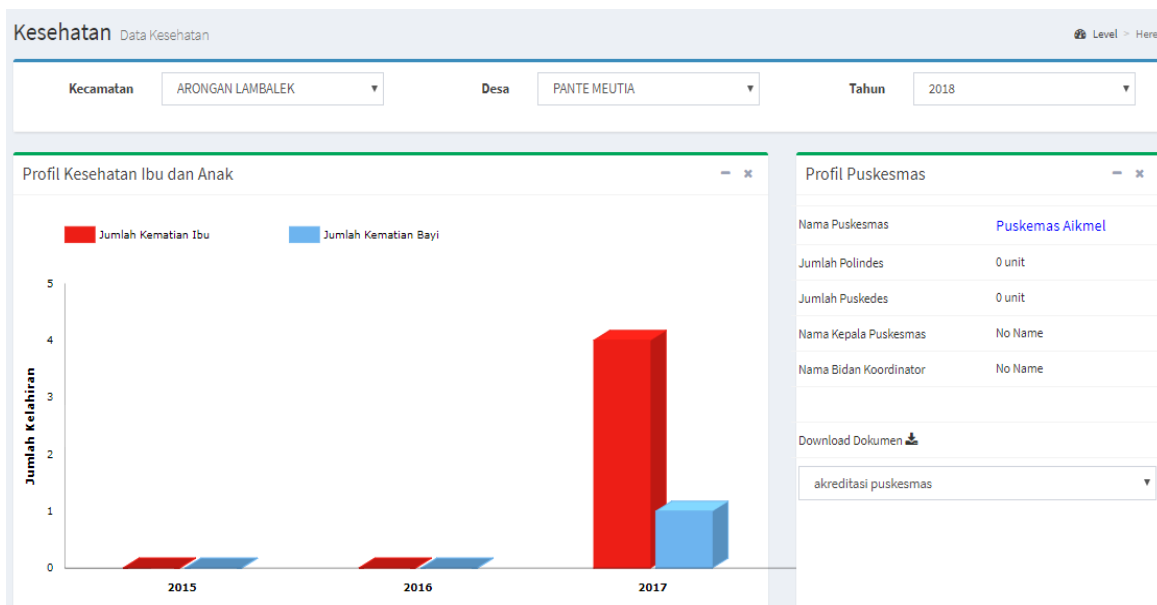 Kesehatan Data Kesehatan
Level > Here
Kecamatan ARONGAN LAMBALEK Desa PANTE MEUTIA Tahun 2018
Profil Kesehatan Ibu dan Anak
Jumlah Kematian Ibu Jumlah Kematian Bayi
Jumlah Kelahiran
5
4
3
2
1
0
2015 2016 2017
Profil Puskesmas
Nama Puskesmas Puskemas Aikmel
Jumlah Polindes 0 unit
Jumlah Puskedes 0 unit
Nama Kepala Puskesmas No Name
Nama Bidan Koordinator No Name
Download Dokumen
akreditasi puskesmas